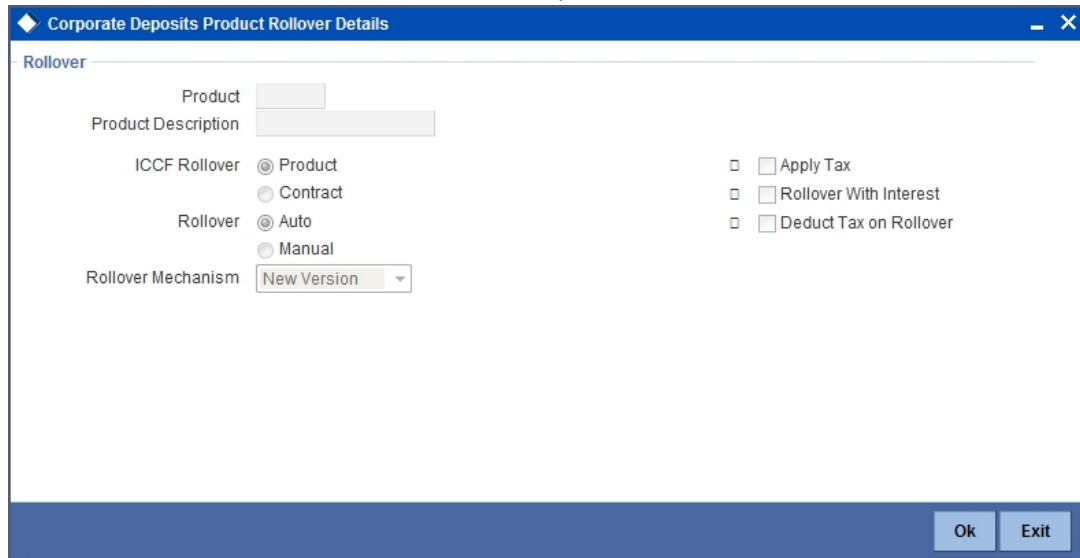 Corporate Deposits Product Rollover Details
Rollover
Product
Product Description
ICCF Rollover Product
Contract
Rollover Auto
Manual
Rollover Mechanism New Version
Apply Tax
Rollover With Interest
Deduct Tax on Rollover
Ok Exit